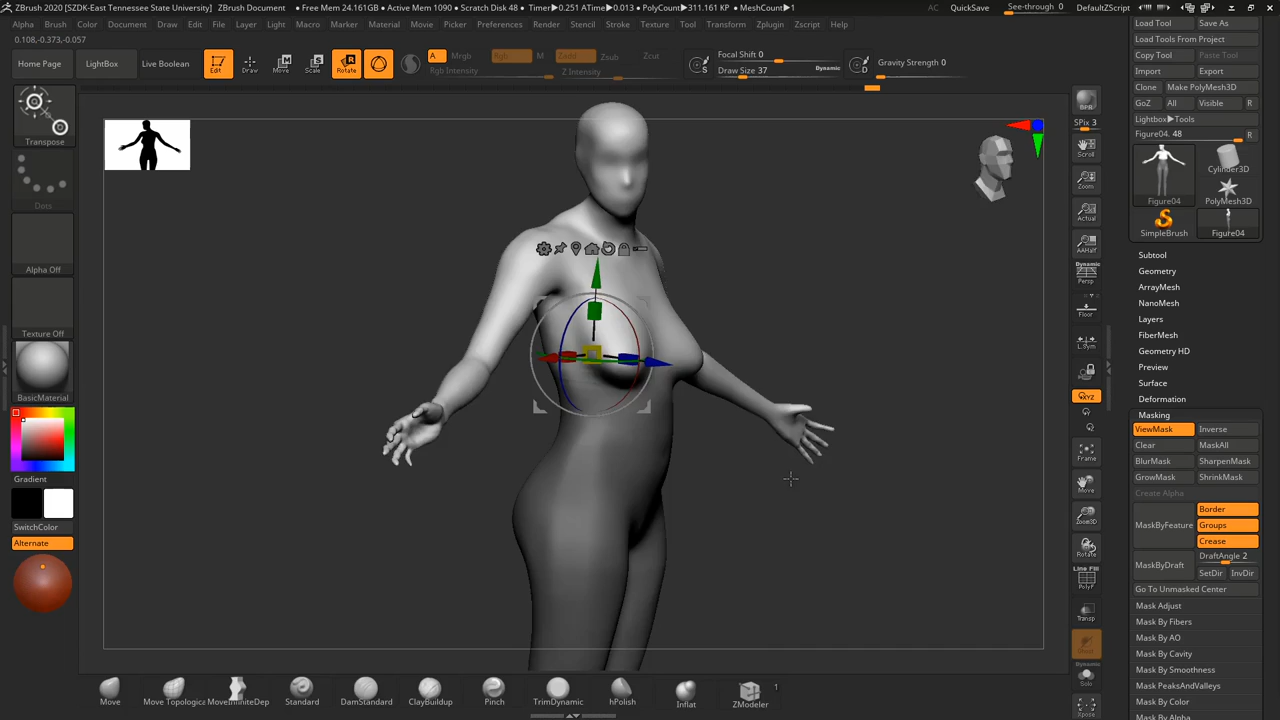 ZBrush 2020 [SZDK-East Tennessee State University] ZBrush Document • Free Mem 24.161GB • Active Mem 1090 • Scratch Disk 48 • Timer▶0.251 ATime▶0.013 • PolyCount▶311.161 KP • MeshCount▶1 AC QuickSave See-through 0 Menus DefaultZScript
Alpha Brush Color Document Draw Edit File Layer Light Macro Marker Material Movie Picker Preferences Render Stencil Stroke Texture Tool Transform Zplugin Zscript Help
0.108,-0.373,-0.057
Home Page LightBox Live Boolean Edit Draw Move Scale Rotate A Mrgb Rgb M Zadd Zsub Zcut
Rgb Intensity Z Intensity
Focal Shift 0
Draw Size 37 Dynamic
Gravity Strength 0
Transpose
Dots
Alpha Off
Texture Off
BasicMaterial
Gradient
SwitchColor
Alternate
BPR
SPix 3
Scroll
Zoom
Actual
AAHalf
Dynamic
Persp
Floor
L.Sym
XYZ
Frame
Move
Zoom3D
Rotate
Line Fill
PolyF
Transp
Ghost
Dynamic
Solo
Xpose
Load Tool Save As
Load Tools From Project
Copy Tool Paste Tool
Import Export
Clone Make PolyMesh3D
GoZ All Visible R
Lightbox▶Tools
Figure04. 48 R
Figure04 Cylinder3D
PolyMesh3D
SimpleBrush Figure04
Subtool
Geometry
ArrayMesh
NanoMesh
Layers
FiberMesh
Geometry HD
Preview
Surface
Deformation
Masking
ViewMask Inverse
Clear MaskAll
BlurMask SharpenMask
GrowMask ShrinkMask
Create Alpha
MaskByFeature Border
Groups
Crease
MaskByDraft DraftAngle 2
SetDir InvDir
Go To Unmasked Center
Mask Adjust
Mask By Fibers
Mask By AO
Mask By Cavity
Mask By Smoothness
Mask PeaksAndValleys
Mask By Color
Mask By Alpha
Move Move Topologic MoveInfiniteDep Standard DamStandard ClayBuildup Pinch TrimDynamic hPolish Inflat ZModeler 1